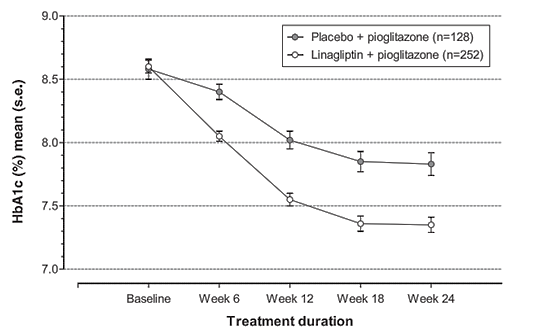 9.0
8.5
8.0
7.5
7.0
HbA1c (%) mean (s.e.)
Placebo + pioglitazone (n=128)
Linagliptin + pioglitazone (n=252)
Baseline Week 6 Week 12 Week 18 Week 24
Treatment duration